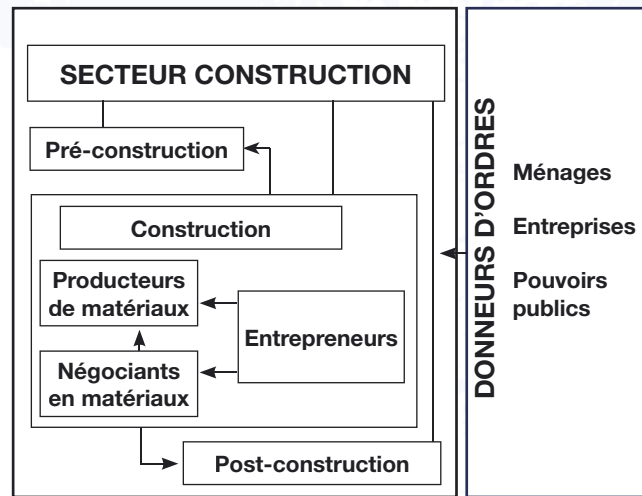 SECTEUR CONSTRUCTION
Pré-construction
Construction
Producteurs
de matériaux
Entrepreneurs
Négociants
en matériaux
Post-construction
DONNEURS D’ORDRES
Ménages
Entreprises
Pouvoirs
publics